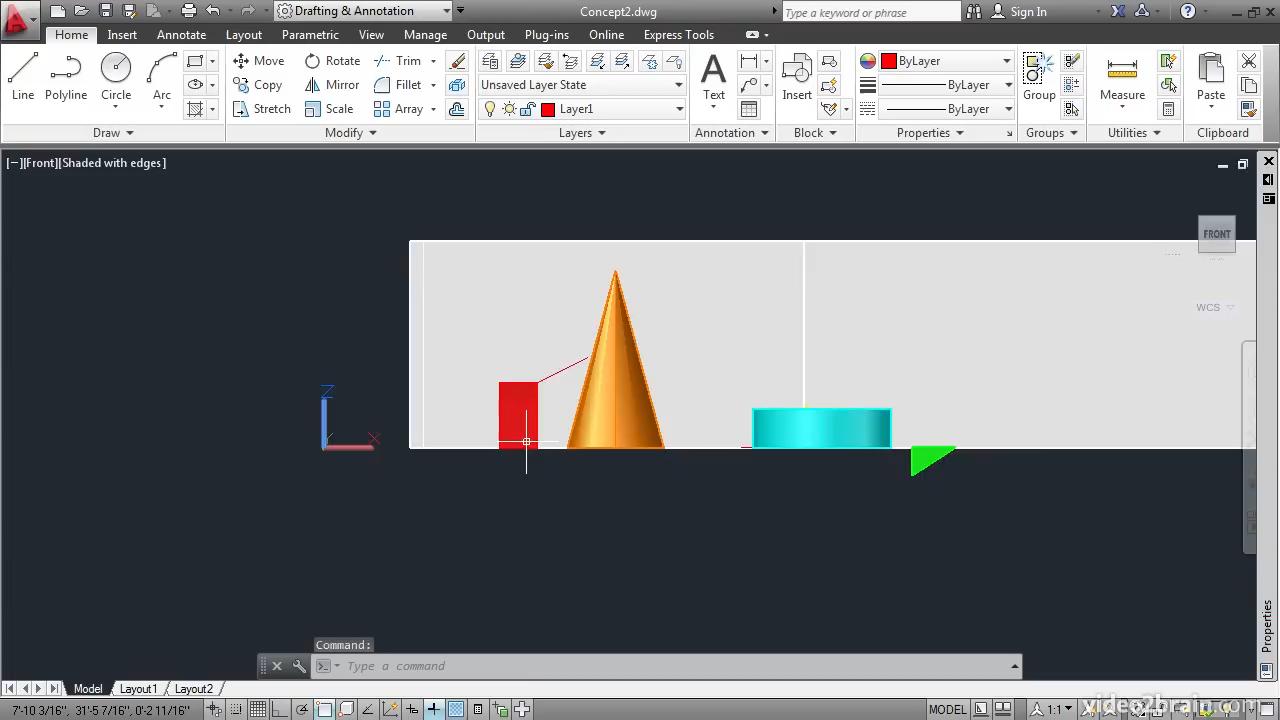 Drafting & Annotation
Concept2.dwg
Type a keyword or phrase
Sign In
Home
Insert
Annotate
Layout
Parametric
View
Manage
Output
Plug-ins
Online
Express Tools
Line
Polyline
Circle
Arc
Move
Rotate
Trim
Copy
Mirror
Fillet
Stretch
Scale
Array
Unsaved Layer State
Layer1
Text
Insert
ByLayer
ByLayer
ByLayer
Group
Measure
Paste
Draw
Modify
Layers
Annotation
Block
Properties
Groups
Utilities
Clipboard
[−][Front][Shaded with edges]
FRONT
WCS
Z
X
Command:
Type a command
Properties
Model
Layout1
Layout2
7'-10 3/16", 31'-5 7/16", 0'-2 11/16"
MODEL
1:1
video2brain.com